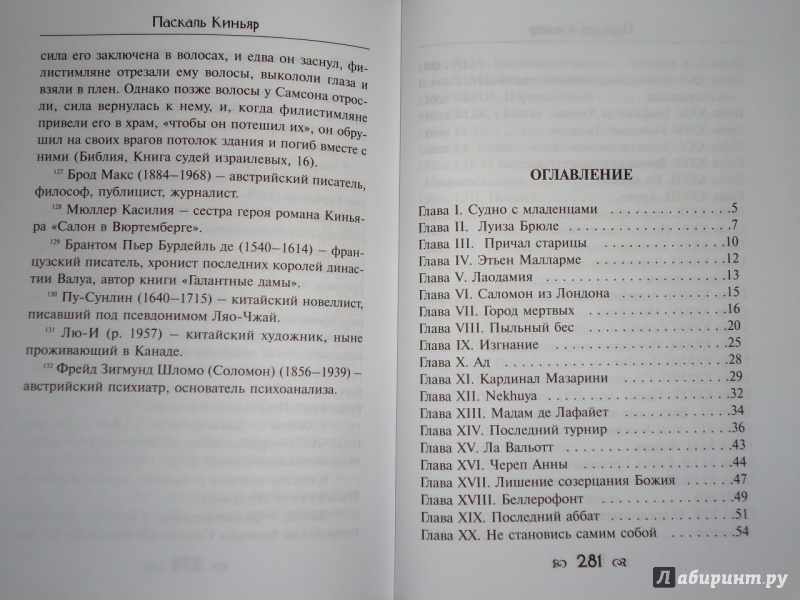 Паскаль Киньяр
сила его заключена в волосах, и едва он заснул, фи-
листимляне отрезали ему волосы, выкололи глаза и
взяли в плен. Однако позже волосы у Самсона отрос-
ли, сила вернулась к нему, и, когда филистимляне
привели его в храм, «чтобы он потешил их», он обру-
шил на своих врагов потолок здания и погиб вместе с
ними (Библия, Книга судей израилевых, 16).
127 Брод Макс (1884–1968) – австрийский писатель,
философ, публицист, журналист.
128 Мюллер Касилия – сестра героя романа Кинья-
ра «Салон в Вюртемберге».
129 Брантом Пьер Бурдейль де (1540–1614) – фран-
цузский писатель, хронист последних королей динас-
тии Валуа, автор книги «Галантные дамы».
130 Пу-Сунлин (1640–1715) – китайский новеллист,
писавший под псевдонимом Ляо-Чжай.
131 Лю-И (р. 1957) – китайский художник, ныне
проживающий в Канаде.
132 Фрейд Зигмунд Шломо (Соломон) (1856–1939) –
австрийский психиатр, основатель психоанализа.
ОГЛАВЛЕНИЕ
Глава I. Судно с младенцами . . . . . . . . . . . . . .5
Глава II. Луиза Брюле . . . . . . . . . . . . . . . . .7
Глава III. Причал старицы . . . . . . . . . . . . . .10
Глава IV. Этьен Малларме . . . . . . . . . . . . . .12
Глава V. Лаодамия . . . . . . . . . . . . . . . . . .13
Глава VI. Саломон из Лондона . . . . . . . . . . . .15
Глава VII. Город мертвых . . . . . . . . . . . . . .16
Глава VIII. Пыльный бес . . . . . . . . . . . . . . .20
Глава IX. Изгнание . . . . . . . . . . . . . . . . . .25
Глава X. Ад . . . . . . . . . . . . . . . . . . . . . .28
Глава XI. Кардинал Мазарини . . . . . . . . . . . .29
Глава XII. Nekhuya . . . . . . . . . . . . . . . . . .32
Глава XIII. Мадам де Лафайет . . . . . . . . . . . .34
Глава XIV. Последний турнир . . . . . . . . . . . .36
Глава XV. Ла Вальотт . . . . . . . . . . . . . . . .43
Глава XVI. Череп Анны . . . . . . . . . . . . . . .44
Глава XVII. Лишение созерцания Божия . . . . . .47
Глава XVIII. Беллерофонт . . . . . . . . . . . . . .49
Глава XIX. Последний аббат . . . . . . . . . . . . .51
Глава XX. Не становись самим собой . . . . . . . .54
281
Лабиринт.ру